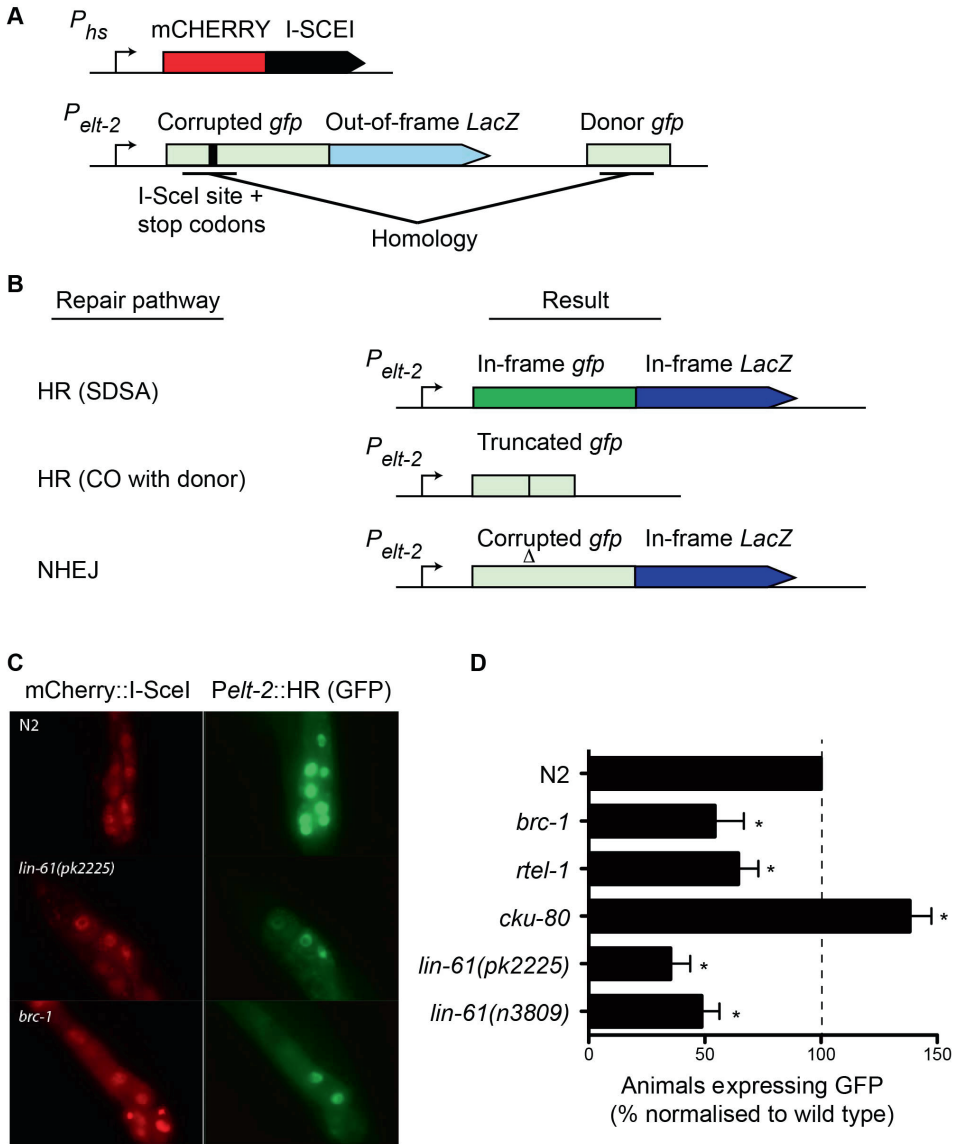 A
Phs
mCHERRY I-SCEI
Pelt-2
Corrupted gfp Out-of-frame LacZ Donor gfp
I-SceI site +
stop codons
Homology
B
Repair pathway Result
HR (SDSA)
Pelt-2
In-frame gfp In-frame LacZ
HR (CO with donor)
Pelt-2
Truncated gfp
NHEJ
Pelt-2
Corrupted gfp In-frame LacZ
Δ
C
mCherry::I-SceI Pelt-2::HR (GFP)
N2
lin-61(pk2225)
brc-1
D
N2
brc-1 *
rtel-1 *
cku-80 *
lin-61(pk2225) *
lin-61(n3809) *
0 50 100 150
Animals expressing GFP
(% normalised to wild type)